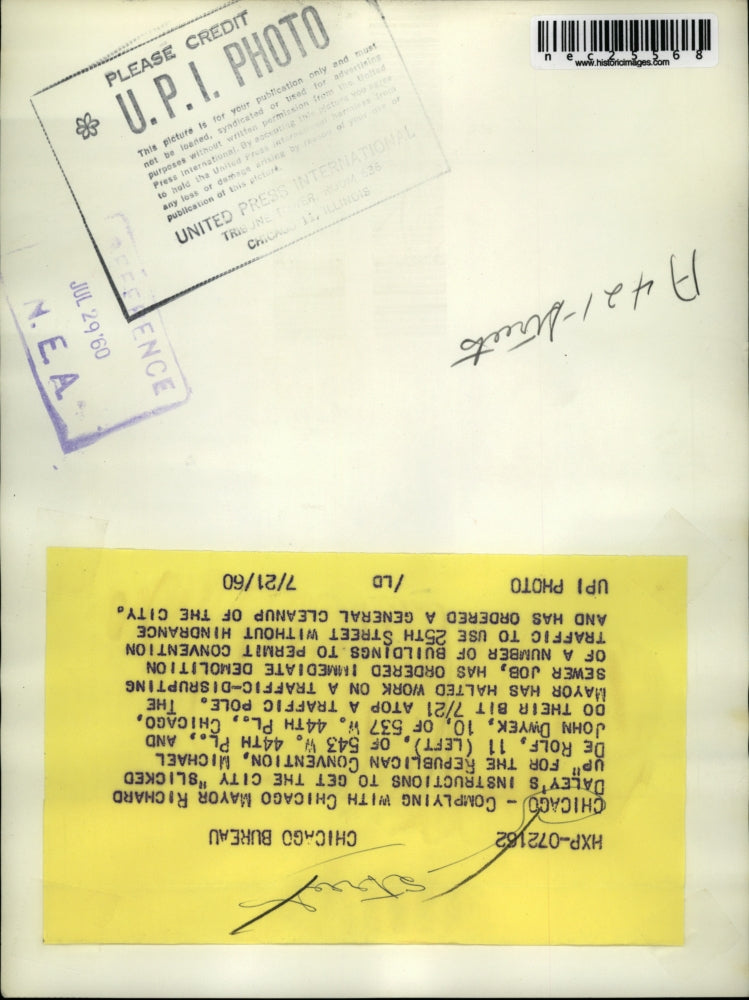 PLEASE CREDIT
U.P.I. PHOTO
This picture is for your publication only and must
not be loaned, syndicated or used for advertising
purposes without written permission from the United
Press International. By accepting this picture you agree
to hold the United Press International harmless from
any loss or damage arising by reason of your use or
publication of this picture.
UNITED PRESS INTERNATIONAL
TRIBUNE TOWER, ROOM 536
CHICAGO 11, ILLINOIS
nec25568
www.historicimages.com
REFERENCE
JUL 29 '60
N. E. A.
A421-Streets
Street
HXP-072162 CHICAGO BUREAU
CHICAGO - COMPLYING WITH CHICAGO MAYOR RICHARD
DALEY'S INSTRUCTIONS TO GET THE CITY "SLICKED
UP" FOR THE REPUBLICAN CONVENTION, MICHAEL
DE ROLF, 11 (LEFT), OF 543 W. 44TH PL., AND
JOHN DWYEK, 10, OF 537 W. 44TH PL., CHICAGO,
DO THEIR BIT 7/21 ATOP A TRAFFIC POLE. THE
MAYOR HAS HALTED WORK ON A TRAFFIC-DISRUPTING
SEWER JOB, HAS ORDERED IMMEDIATE DEMOLITION
OF A NUMBER OF BUILDINGS TO PERMIT CONVENTION
TRAFFIC TO USE 25TH STREET WITHOUT HINDRANCE
AND HAS ORDERED A GENERAL CLEANUP OF THE CITY.
UPI PHOTO /LD 7/21/60